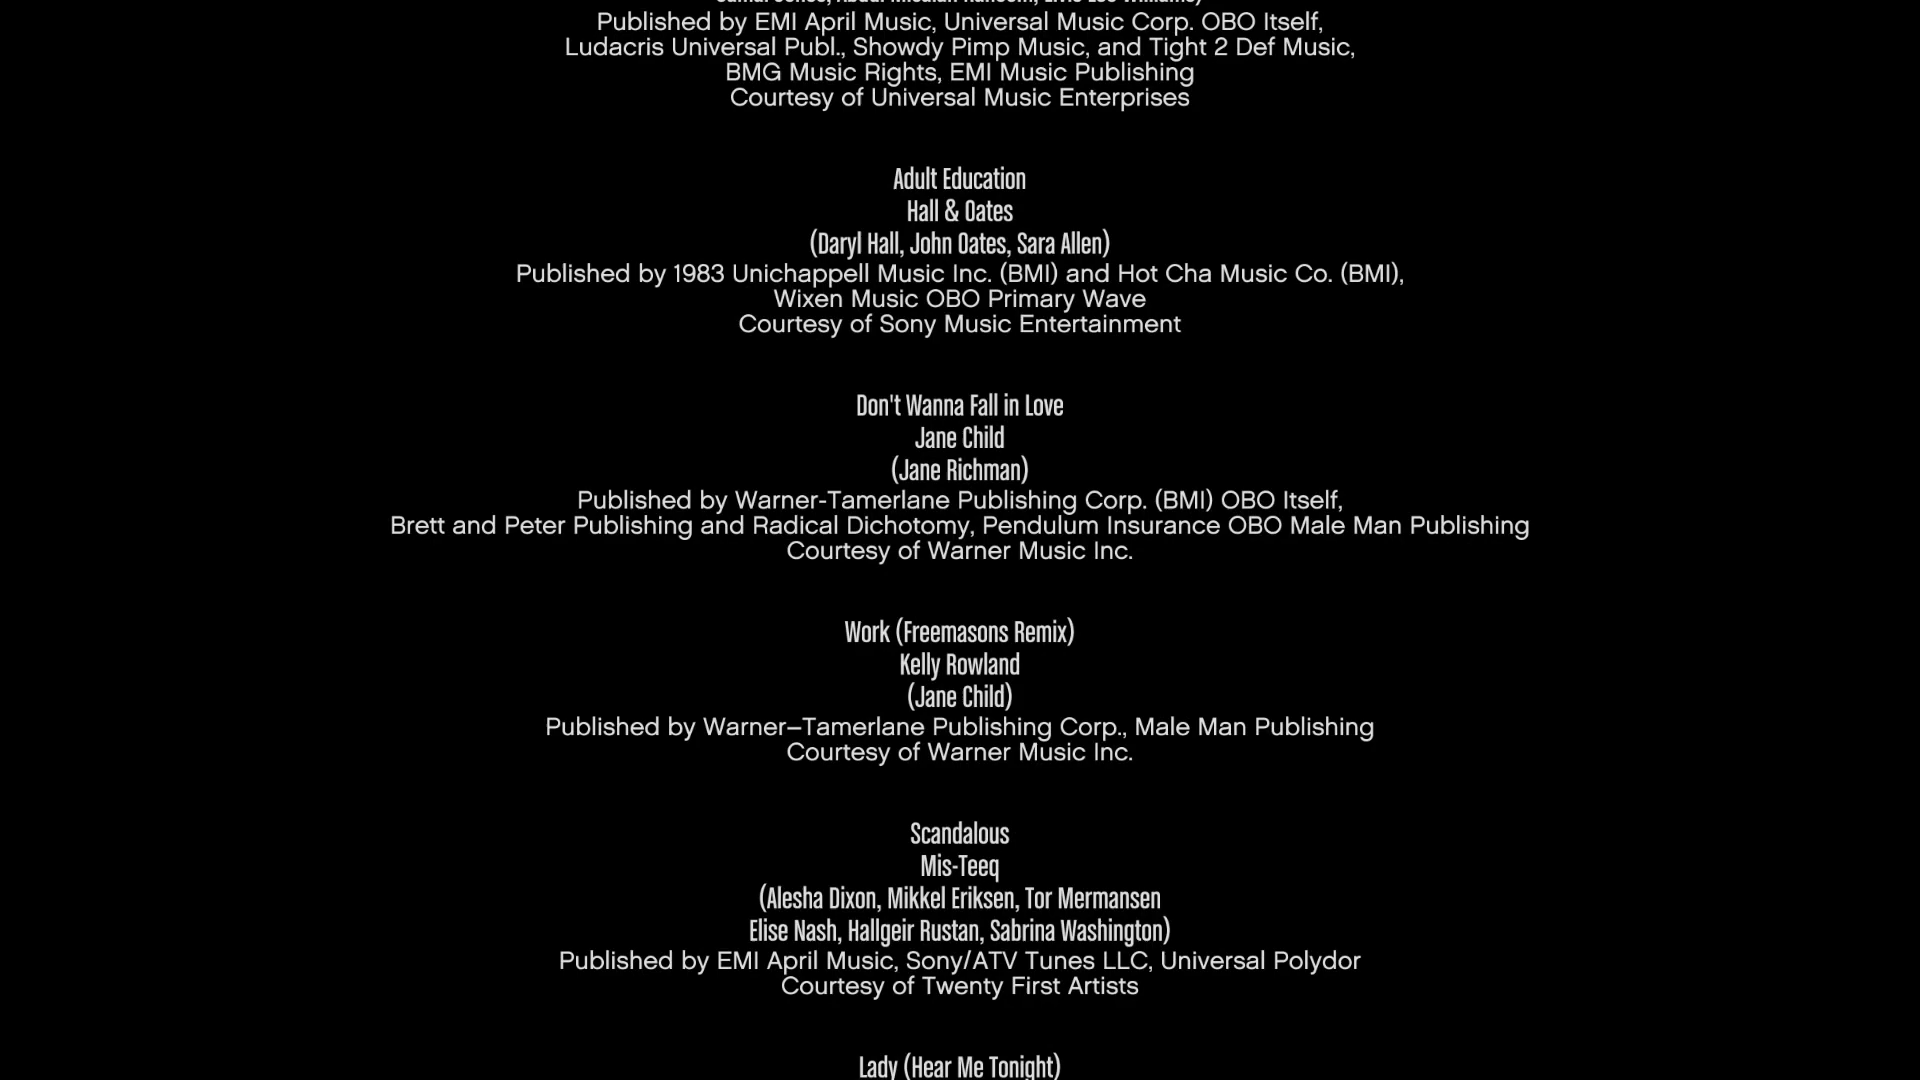 Published by EMI April Music, Universal Music Corp. OBO Itself,
Ludacris Universal Publ., Showdy Pimp Music, and Tight 2 Def Music,
BMG Music Rights, EMI Music Publishing
Courtesy of Universal Music Enterprises
Adult Education
Hall & Oates
(Daryl Hall, John Oates, Sara Allen)
Published by 1983 Unichappell Music Inc. (BMI) and Hot Cha Music Co. (BMI),
Wixen Music OBO Primary Wave
Courtesy of Sony Music Entertainment
Don't Wanna Fall in Love
Jane Child
(Jane Richman)
Published by Warner-Tamerlane Publishing Corp. (BMI) OBO Itself,
Brett and Peter Publishing and Radical Dichotomy, Pendulum Insurance OBO Male Man Publishing
Courtesy of Warner Music Inc.
Work (Freemasons Remix)
Kelly Rowland
(Jane Child)
Published by Warner–Tamerlane Publishing Corp., Male Man Publishing
Courtesy of Warner Music Inc.
Scandalous
Mis-Teeq
(Alesha Dixon, Mikkel Eriksen, Tor Mermansen
Elise Nash, Hallgeir Rustan, Sabrina Washington)
Published by EMI April Music, Sony/ATV Tunes LLC, Universal Polydor
Courtesy of Twenty First Artists
Lady (Hear Me Tonight)